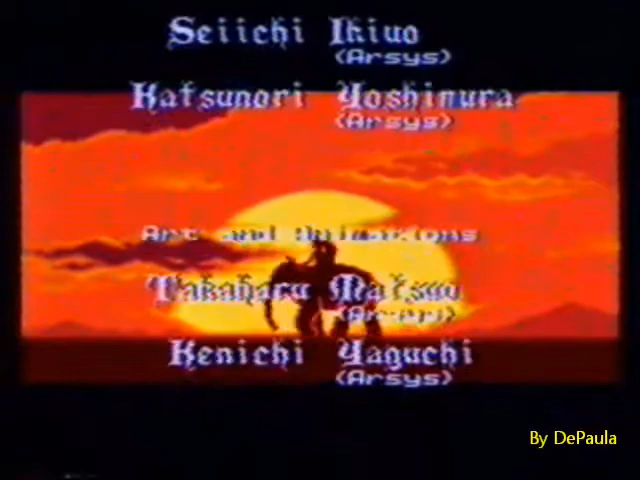 Seiichi Ikiuo
(Arsys)
Katsunori Yoshimura
(Arsys)
Art and Animations
Takaharu Matsuo
(Arsys)
Kenichi Yaguchi
(Arsys)
By DePaula